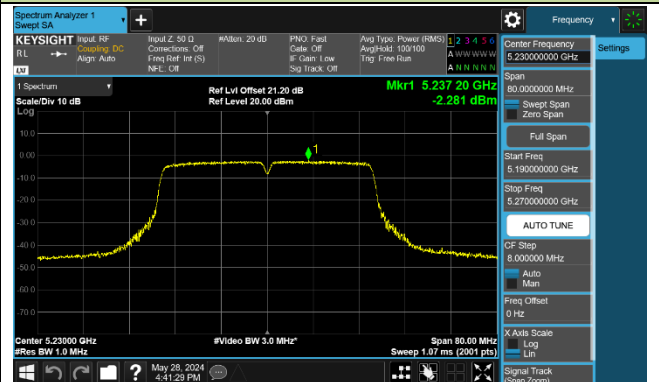 Spectrum Analyzer 1
Swept SA
Frequency
KEYSIGHT Input: RF Input Z: 50 Ω #Atten: 20 dB PNO: Fast Avg Type: Power (RMS) 1 2 3 4 5 6
RL Coupling: DC Corrections: Off Gate: Off Avg|Hold: 100/100 A W W W W W
Align: Auto Freq Ref: Int (S) IF Gain: Low Trig: Free Run
NFE: Off Sig Track: Off A N N N N N
LXI
Center Frequency
5.230000000 GHz
Settings
Span
80.0000000 MHz
Swept Span
Zero Span
Full Span
Start Freq
5.190000000 GHz
Stop Freq
5.270000000 GHz
AUTO TUNE
CF Step
8.000000 MHz
Auto
Man
Freq Offset
0 Hz
X Axis Scale
Log
Lin
Signal Track
(Span Zoom)
1 Spectrum
Scale/Div 10 dB
Log
Ref Lvl Offset 21.20 dB
Ref Level 20.00 dBm
Mkr1 5.237 20 GHz
-2.281 dBm
1
10.0
0.00
-10.0
-20.0
-30.0
-40.0
-50.0
-60.0
-70.0
Center 5.23000 GHz #Video BW 3.0 MHz* Span 80.00 MHz
#Res BW 1.0 MHz Sweep 1.07 ms (2001 pts)
May 28, 2024
4:41:29 PM